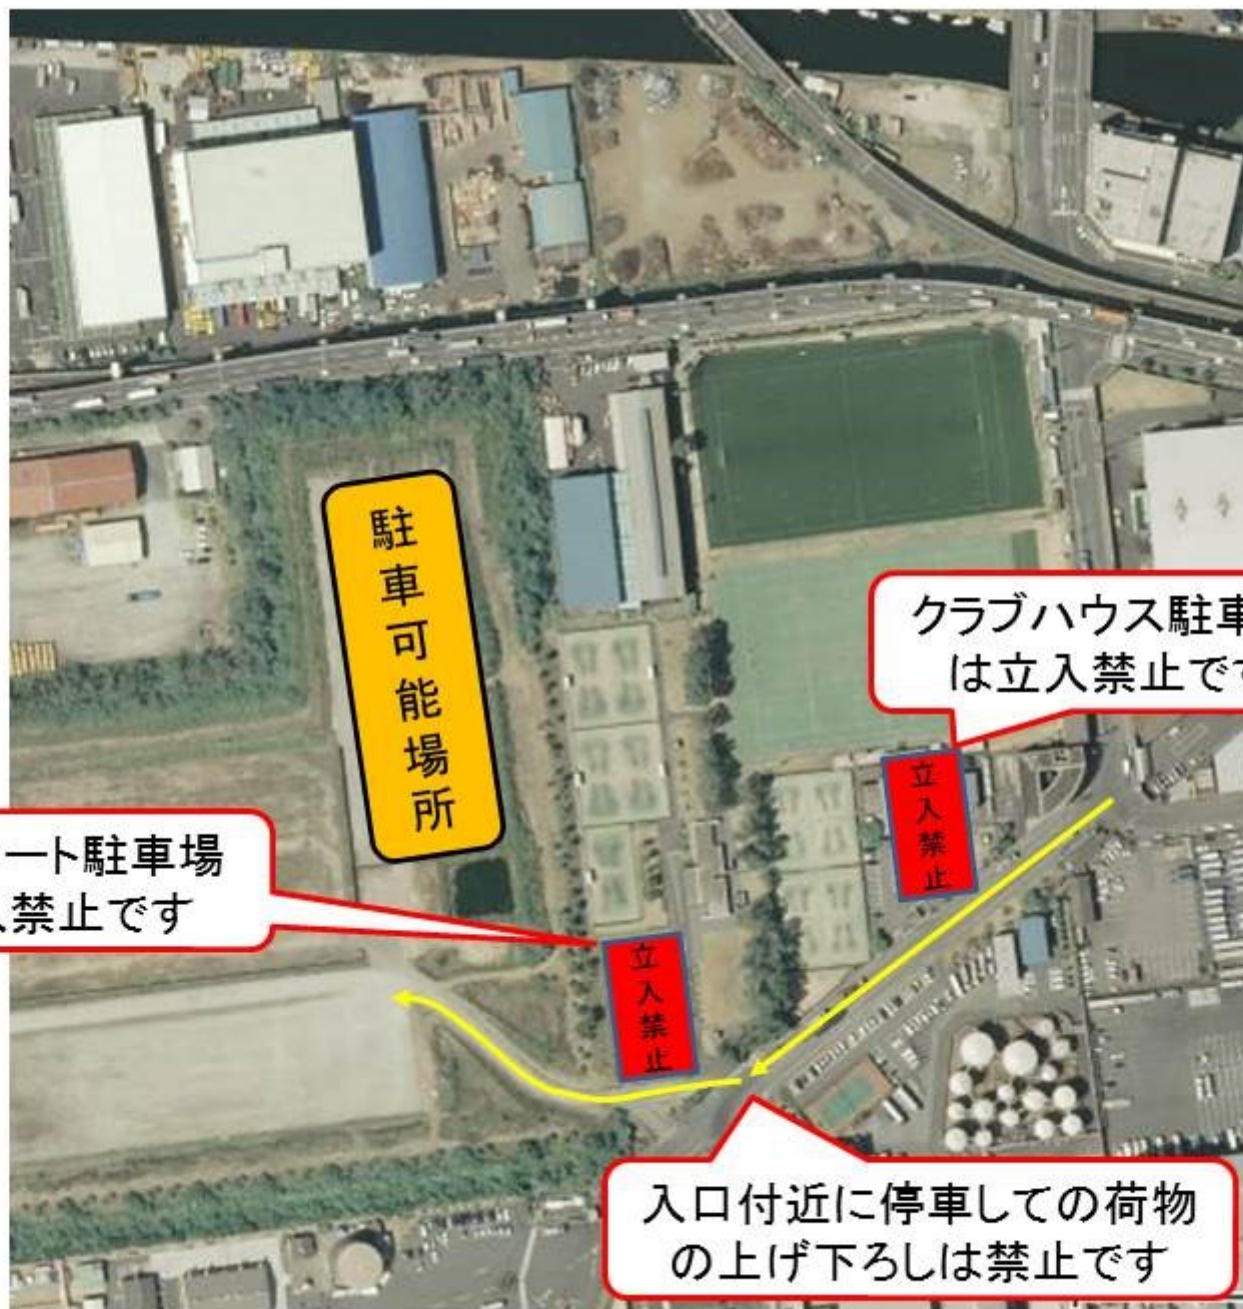 駐車可能場所
クラブハウス駐車
は立入禁止です
立入禁止
ート駐車場
入禁止です
立入禁止
入口付近に停車しての荷物
の上げ下ろしは禁止です